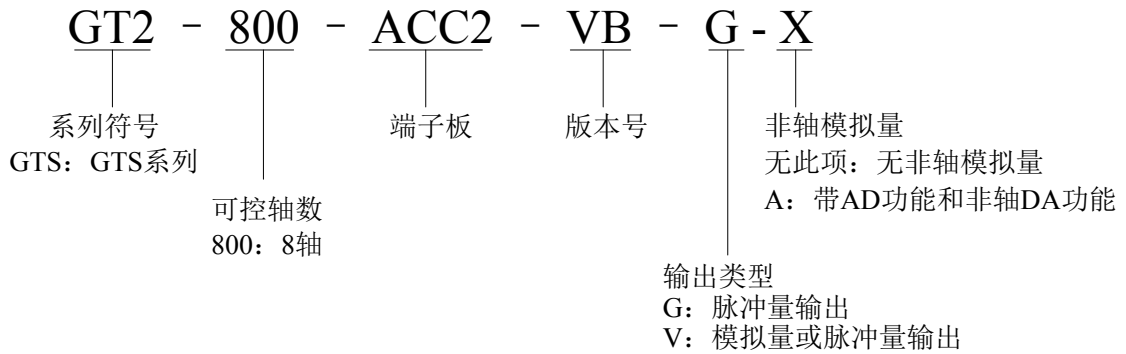 GT2 - 800 - ACC2 - VB - G - X
系列符号
GTS：GTS系列
可控轴数
800：8轴
端子板
版本号
输出类型
G：脉冲量输出
V：模拟量或脉冲量输出
非轴模拟量
无此项：无非轴模拟量
A：带AD功能和非轴DA功能